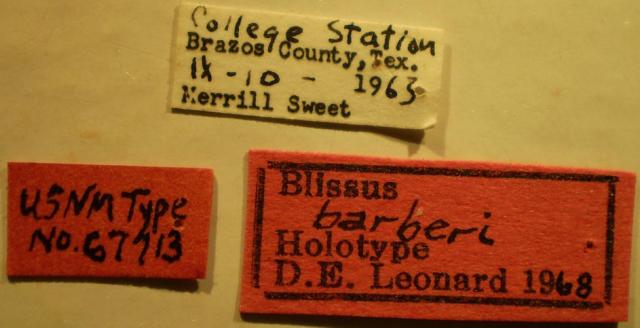 College Station
Brazos County, Tex.
IX-10- 1963
Merrill Sweet
USNM Type
No. 67713
Blissus
barberi
Holotype
D.E. Leonard 1968